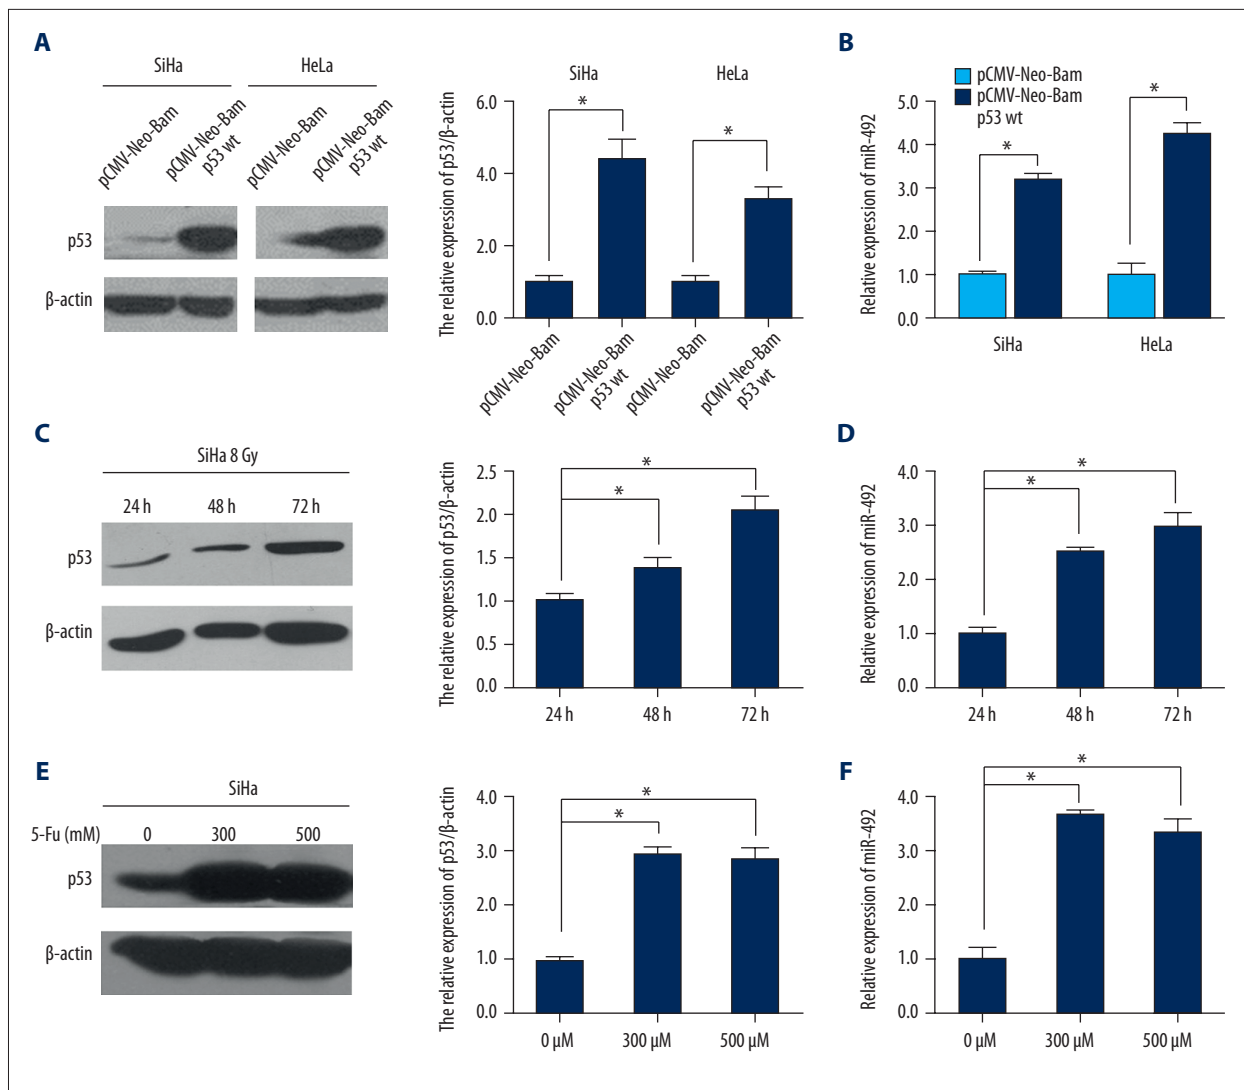 A
SiHa
HeLa
pCMV-Neo-Bam
pCMV-Neo-Bam
p53 wt
pCMV-Neo-Bam
pCMV-Neo-Bam
p53 wt
p53
β-actin
The relative expression of p53/β-actin
SiHa
HeLa
6.0
4.0
2.0
0.0
*
*
pCMV-Neo-Bam
pCMV-Neo-Bam
p53 wt
pCMV-Neo-Bam
pCMV-Neo-Bam
p53 wt
B
pCMV-Neo-Bam
pCMV-Neo-Bam
p53 wt
Relative expression of miR-492
5.0
4.0
3.0
2.0
1.0
0.0
*
*
SiHa
HeLa
C
SiHa 8 Gy
24 h
48 h
72 h
p53
β-actin
The relative expression of p53/β-actin
2.5
2.0
1.5
1.0
0.5
0.0
*
*
24 h
48 h
72 h
D
Relative expression of miR-492
4.0
3.0
2.0
1.0
0.0
*
*
24 h
48 h
72 h
E
SiHa
5-Fu (mM)
0
300
500
p53
β-actin
The relative expression of p53/β-actin
4.0
3.0
2.0
1.0
0.0
*
*
0 μM
300 μM
500 μM
F
Relative expression of miR-492
4.0
3.0
2.0
1.0
0.0
*
*
0 μM
300 μM
500 μM